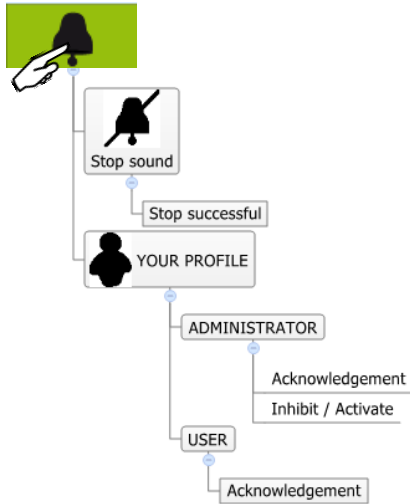 Stop sound
Stop successful
YOUR PROFILE
ADMINISTRATOR
Acknowledgement
Inhibit / Activate
USER
Acknowledgement